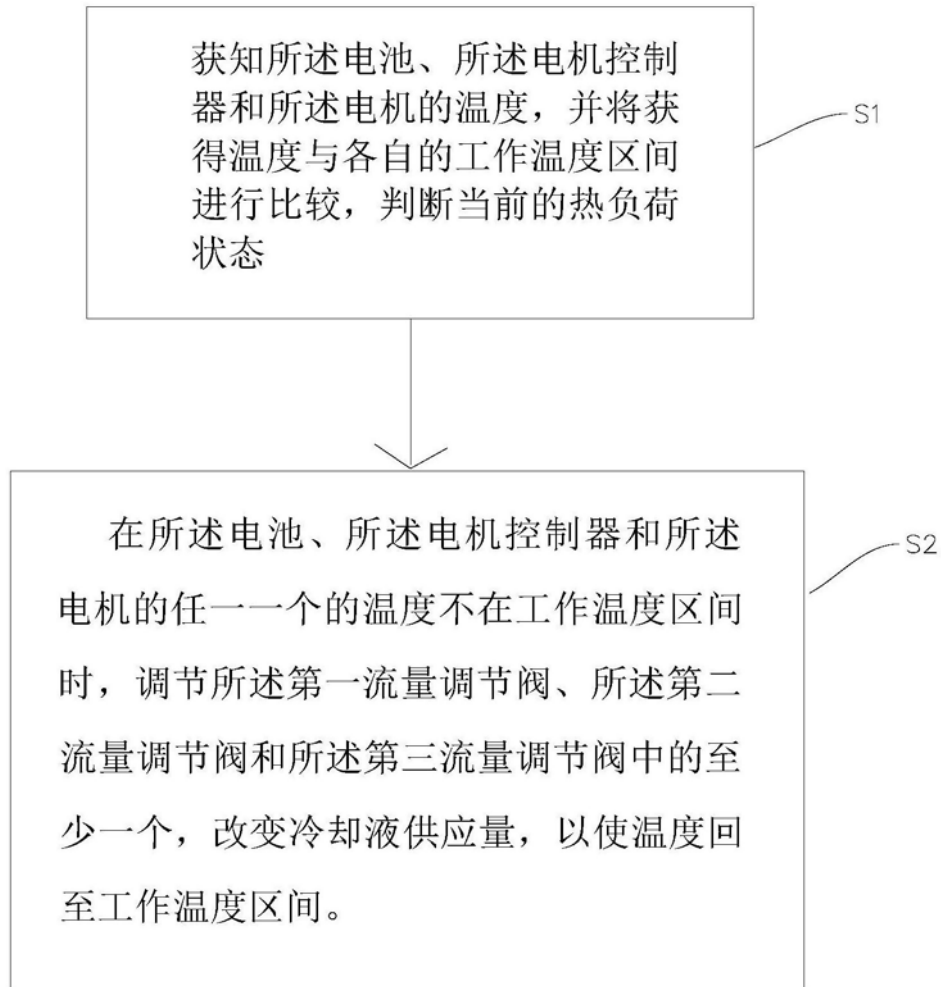 获知所述电池、所述电机控制
器和所述电机的温度，并将获
得温度与各自的工作温度区间
进行比较，判断当前的热负荷
状态
S1
在所述电池、所述电机控制器和所述
电机的任一一个的温度不在工作温度区间
时，调节所述第一流量调节阀、所述第二
流量调节阀和所述第三流量调节阀中的至
少一个，改变冷却液供应量，以使温度回
至工作温度区间。
S2